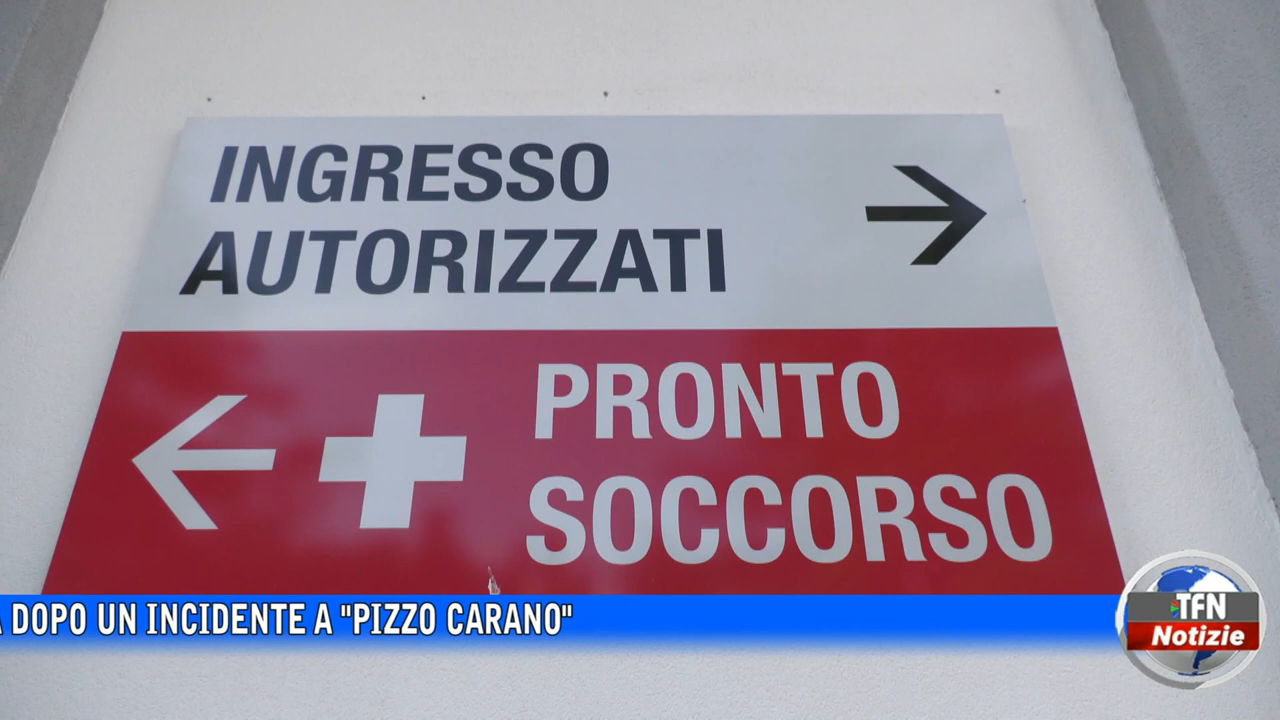 INGRESSO
AUTORIZZATI
PRONTO
SOCCORSO
DOPO UN INCIDENTE A "PIZZO CARANO"
TFN
Notizie